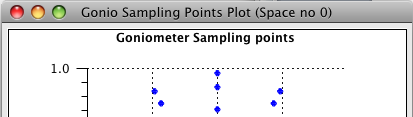 Gonio Sampling Points Plot (Space no 0)
Goniometer Sampling points
1.0